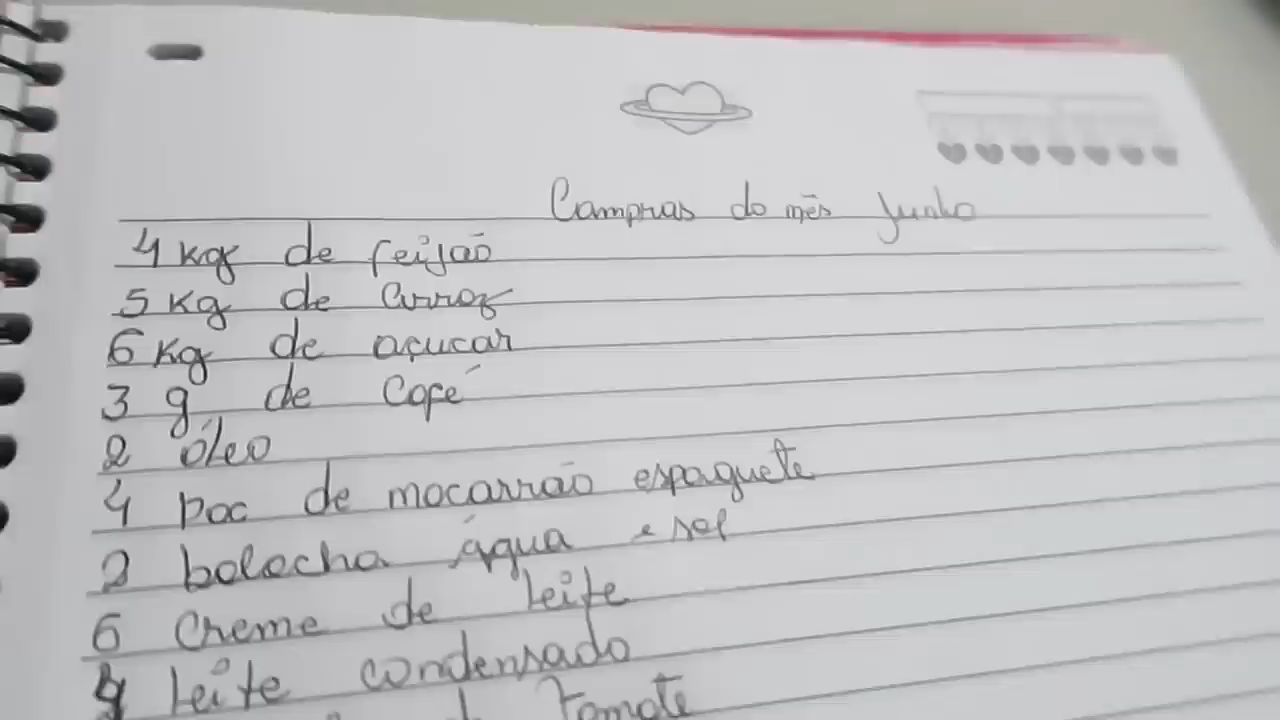 Compras do mês Junho
4 kg de feijão
5 kg de arroz
6 kg de açucar
3 g de Café
2 óleo
4 pac de macarrão espaguete
2 bolacha água e sal
6 Creme de leite
leite condensado
Tomate